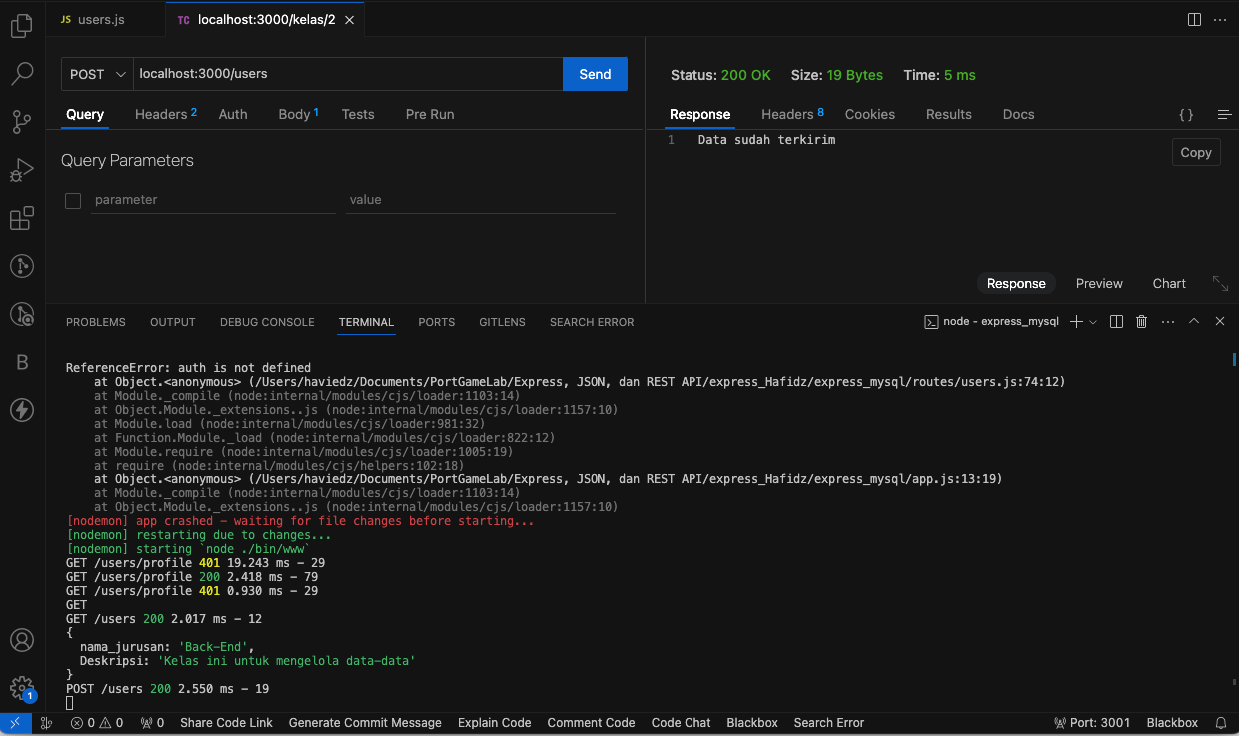 JS users.js
TC localhost:3000/kelas/2
POST localhost:3000/users Send
Query Headers 2 Auth Body 1 Tests Pre Run
Query Parameters
parameter value
Status: 200 OK Size: 19 Bytes Time: 5 ms
Response Headers 8 Cookies Results Docs { }
1 Data sudah terkirim
Copy
Response Preview Chart
PROBLEMS OUTPUT DEBUG CONSOLE TERMINAL PORTS GITLENS SEARCH ERROR
node - express_mysql
ReferenceError: auth is not defined
at Object.<anonymous> (/Users/haviedz/Documents/PortGameLab/Express, JSON, dan REST API/express_Hafidz/express_mysql/routes/users.js:74:12)
at Module._compile (node:internal/modules/cjs/loader:1103:14)
at Object.Module._extensions..js (node:internal/modules/cjs/loader:1157:10)
at Module.load (node:internal/modules/cjs/loader:981:32)
at Function.Module._load (node:internal/modules/cjs/loader:822:12)
at Module.require (node:internal/modules/cjs/loader:1005:19)
at require (node:internal/modules/cjs/helpers:102:18)
at Object.<anonymous> (/Users/haviedz/Documents/PortGameLab/Express, JSON, dan REST API/express_Hafidz/express_mysql/app.js:13:19)
at Module._compile (node:internal/modules/cjs/loader:1103:14)
at Object.Module._extensions..js (node:internal/modules/cjs/loader:1157:10)
[nodemon] app crashed - waiting for file changes before starting...
[nodemon] restarting due to changes...
[nodemon] starting `node ./bin/www`
GET /users/profile 401 19.243 ms - 29
GET /users/profile 200 2.418 ms - 79
GET /users/profile 401 0.930 ms - 29
GET
GET /users 200 2.017 ms - 12
{
nama_jurusan: 'Back-End',
Deskripsi: 'Kelas ini untuk mengelola data-data'
}
POST /users 200 2.550 ms - 19
B
1
0 0 0 Share Code Link Generate Commit Message Explain Code Comment Code Code Chat Blackbox Search Error Port: 3001 Blackbox